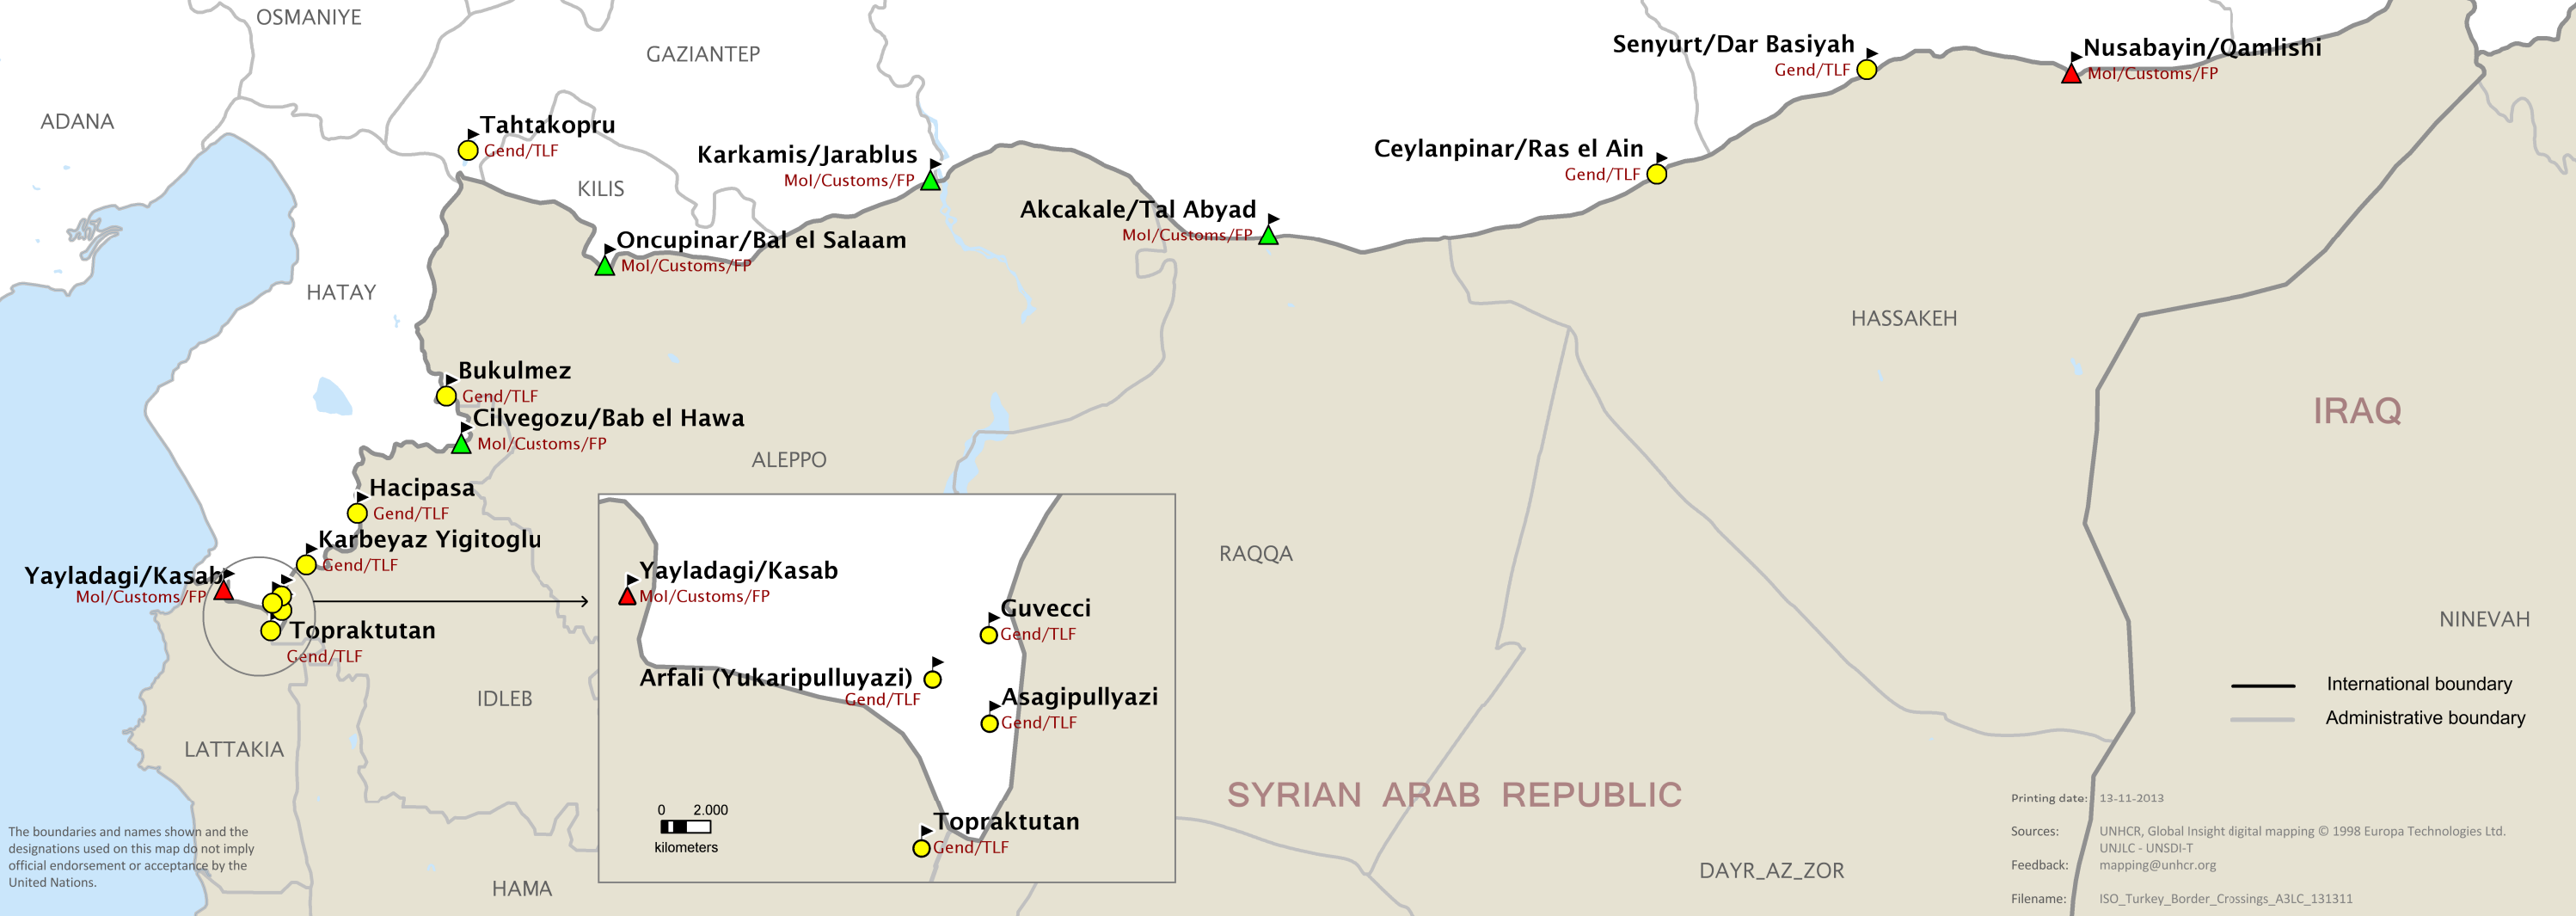 OSMANIYE
GAZIANTEP
ADANA
Senyurt/Dar Basiyah
Gend/TLF
Nusabayin/Qamlishi
MoI/Customs/FP
Tahtakopru
Gend/TLF
Karkamis/Jarablus
MoI/Customs/FP
Ceylanpinar/Ras el Ain
Gend/TLF
KILIS
Akcakale/Tal Abyad
MoI/Customs/FP
Oncupinar/Bal el Salaam
MoI/Customs/FP
HATAY
HASSAKEH
Bukulmez
Gend/TLF
Cilvegozu/Bab el Hawa
MoI/Customs/FP
IRAQ
ALEPPO
Hacipasa
Gend/TLF
Karbeyaz Yigitoglu
Gend/TLF
RAQQA
Yayladagi/Kasab
MoI/Customs/FP
Topraktutan
Gend/TLF
Yayladagi/Kasab
MoI/Customs/FP
Guvecci
Gend/TLF
Arfali (Yukaripulluyazi)
Gend/TLF
Asagipullyazi
Gend/TLF
Topraktutan
Gend/TLF
0 2.000
kilometers
NINEVAH
IDLEB
LATTAKIA
International boundary
Administrative boundary
SYRIAN ARAB REPUBLIC
HAMA
DAYR_AZ_ZOR
The boundaries and names shown and the
designations used on this map do not imply
official endorsement or acceptance by the
United Nations.
Printing date: 13-11-2013
Sources: UNHCR, Global Insight digital mapping © 1998 Europa Technologies Ltd.
UNJLC - UNSDI-T
Feedback: mapping@unhcr.org
Filename: ISO_Turkey_Border_Crossings_A3LC_131311